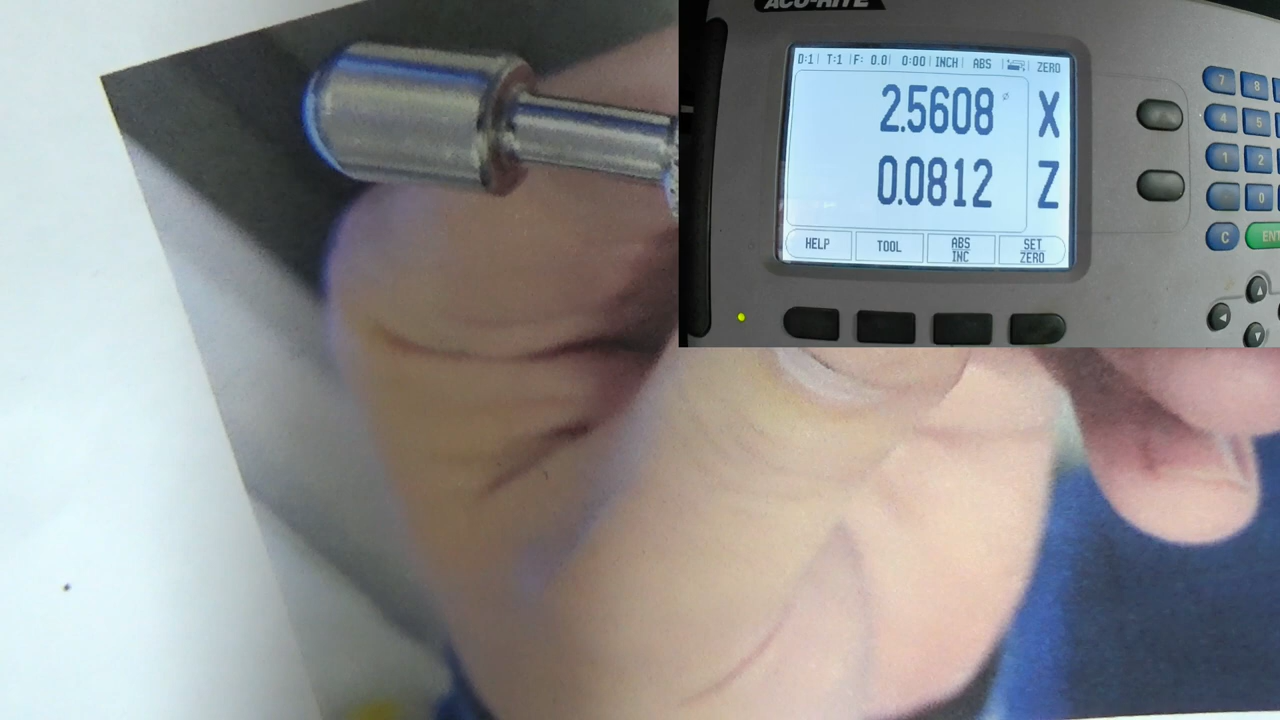 ACU-RITE
D:1 T:1 F: 0.0 0:00 INCH ABS ZERO
2.5608 ⌀ X
0.0812 Z
HELP TOOL ABS INC SET ZERO
7 8
4 5
1 2
0
C ENT